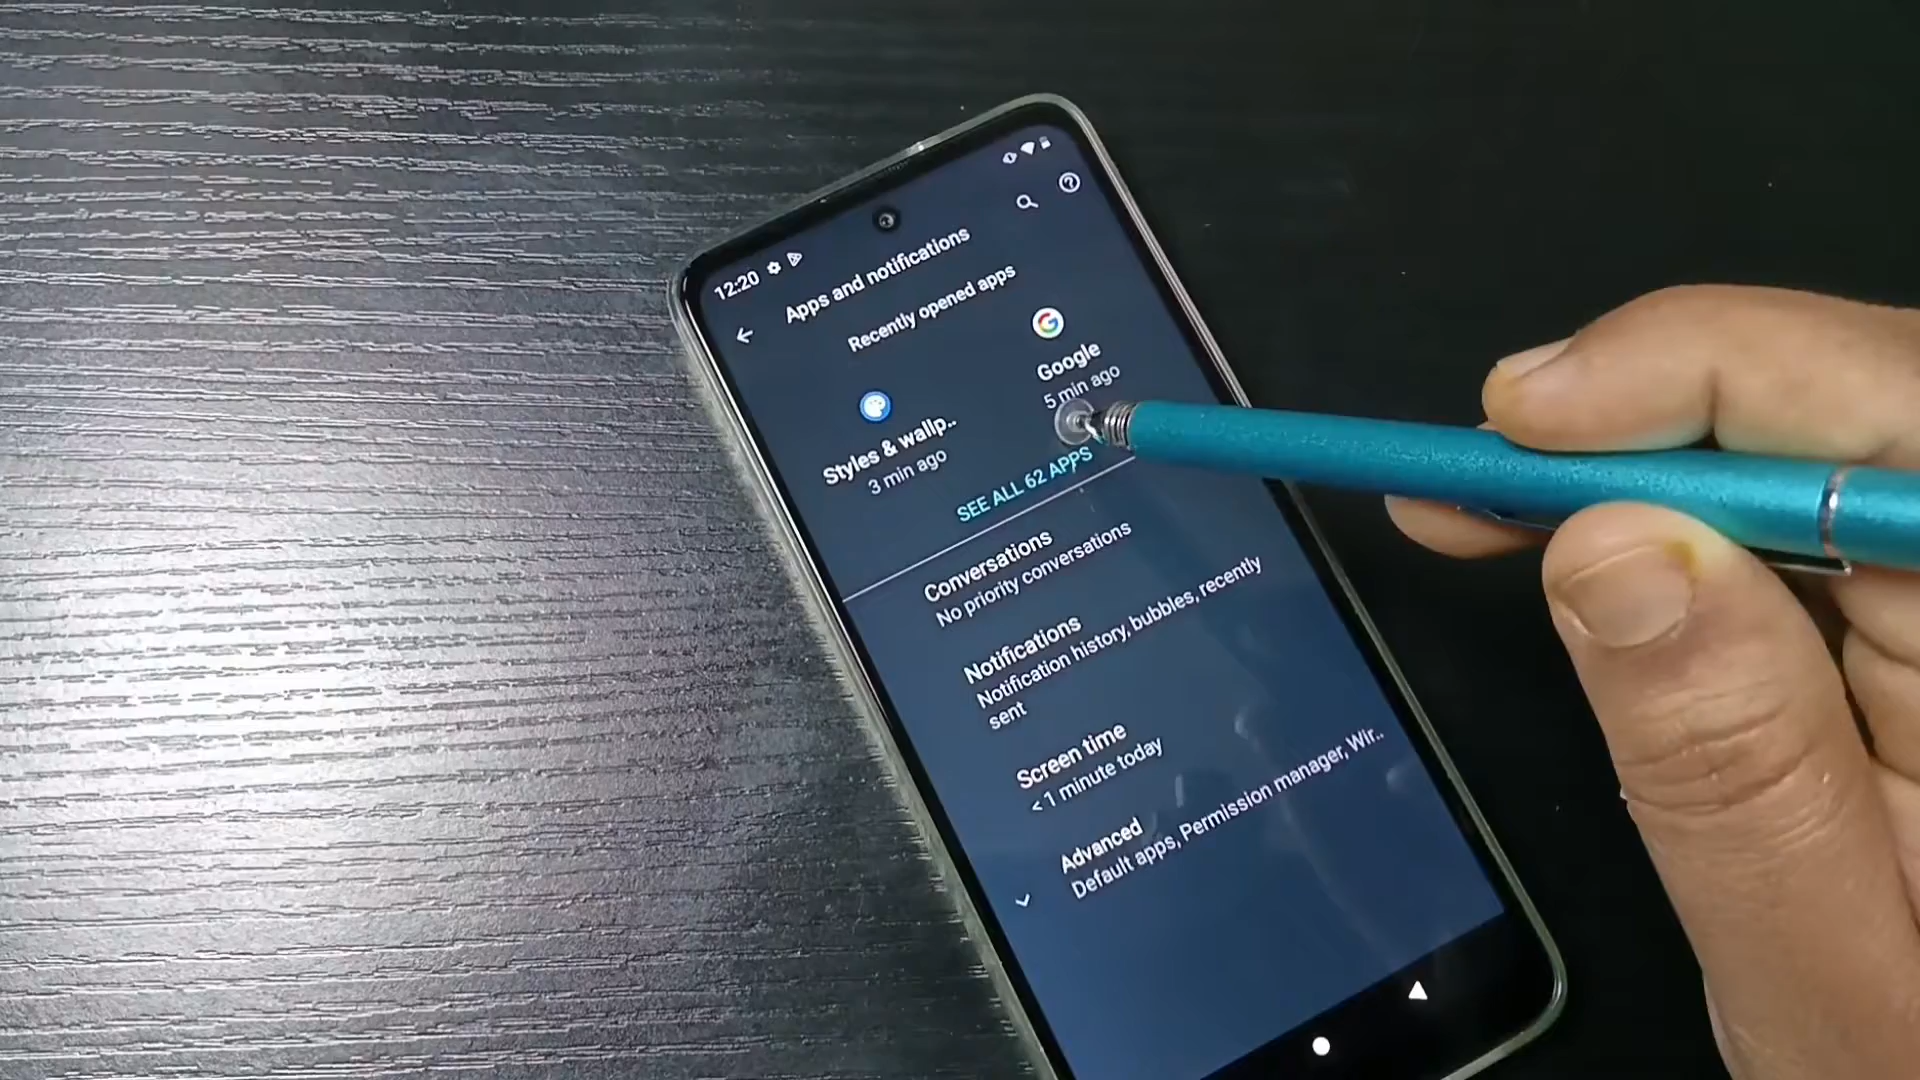 12:20
Apps and notifications
Recently opened apps
Styles & wallp..
3 min ago
Google
5 min ago
SEE ALL 62 APPS
Conversations
No priority conversations
Notifications
Notification history, bubbles, recently
sent
Screen time
<1 minute today
Advanced
Default apps, Permission manager, Wir..